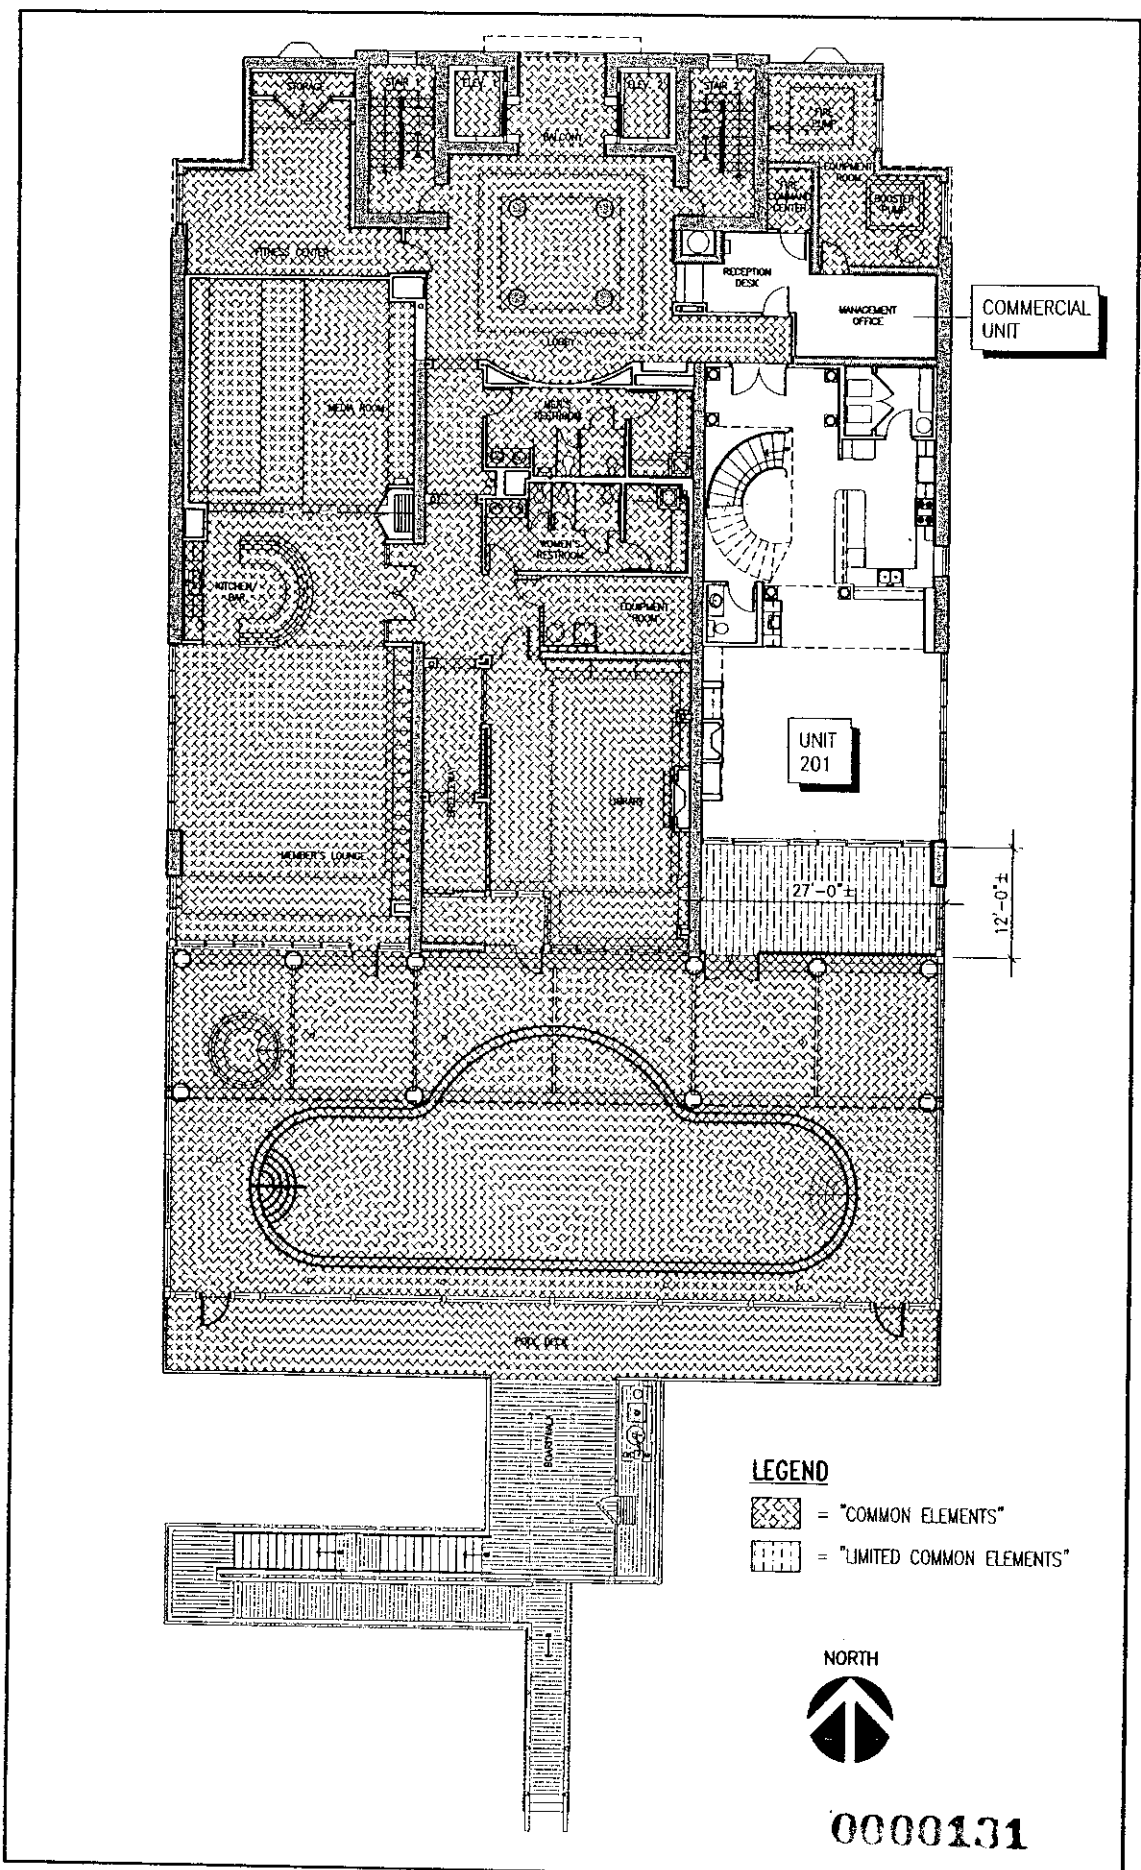 STORAGE
STAIR
ELEV.
ELEV. 2
STAIR 2
FIRE
PUMP
BALCONY
EQUIPMENT
ROOM
FIRE
COMMAND
CENTER
BOOSTER
PUMP
FITNESS CENTER
RECEPTION
DESK
MANAGEMENT
OFFICE
COMMERCIAL
UNIT
LOBBY
MEDIA ROOM
MEN'S
RESTROOM
WOMEN'S
RESTROOM
KITCHEN/
BAR
EQUIPMENT
ROOM
UNIT
201
LIBRARY
MEMBER'S LOUNGE
27'-0"±
12'-0"±
POOL DECK
BOARDWALK
LEGEND
= "COMMON ELEMENTS"
= "LIMITED COMMON ELEMENTS"
NORTH
0000131